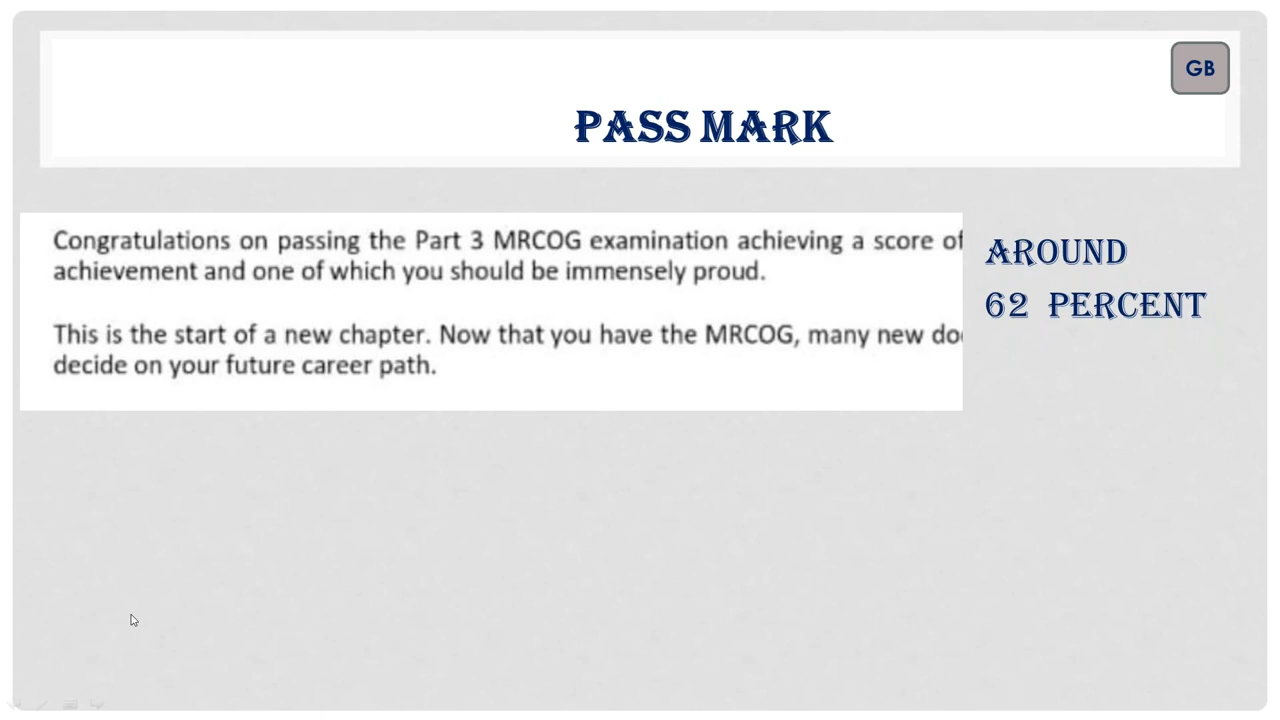 GB
PASS MARK
Congratulations on passing the Part 3 MRCOG examination achieving a score of
achievement and one of which you should be immensely proud.
This is the start of a new chapter. Now that you have the MRCOG, many new
decide on your future career path.
AROUND
62 PERCENT